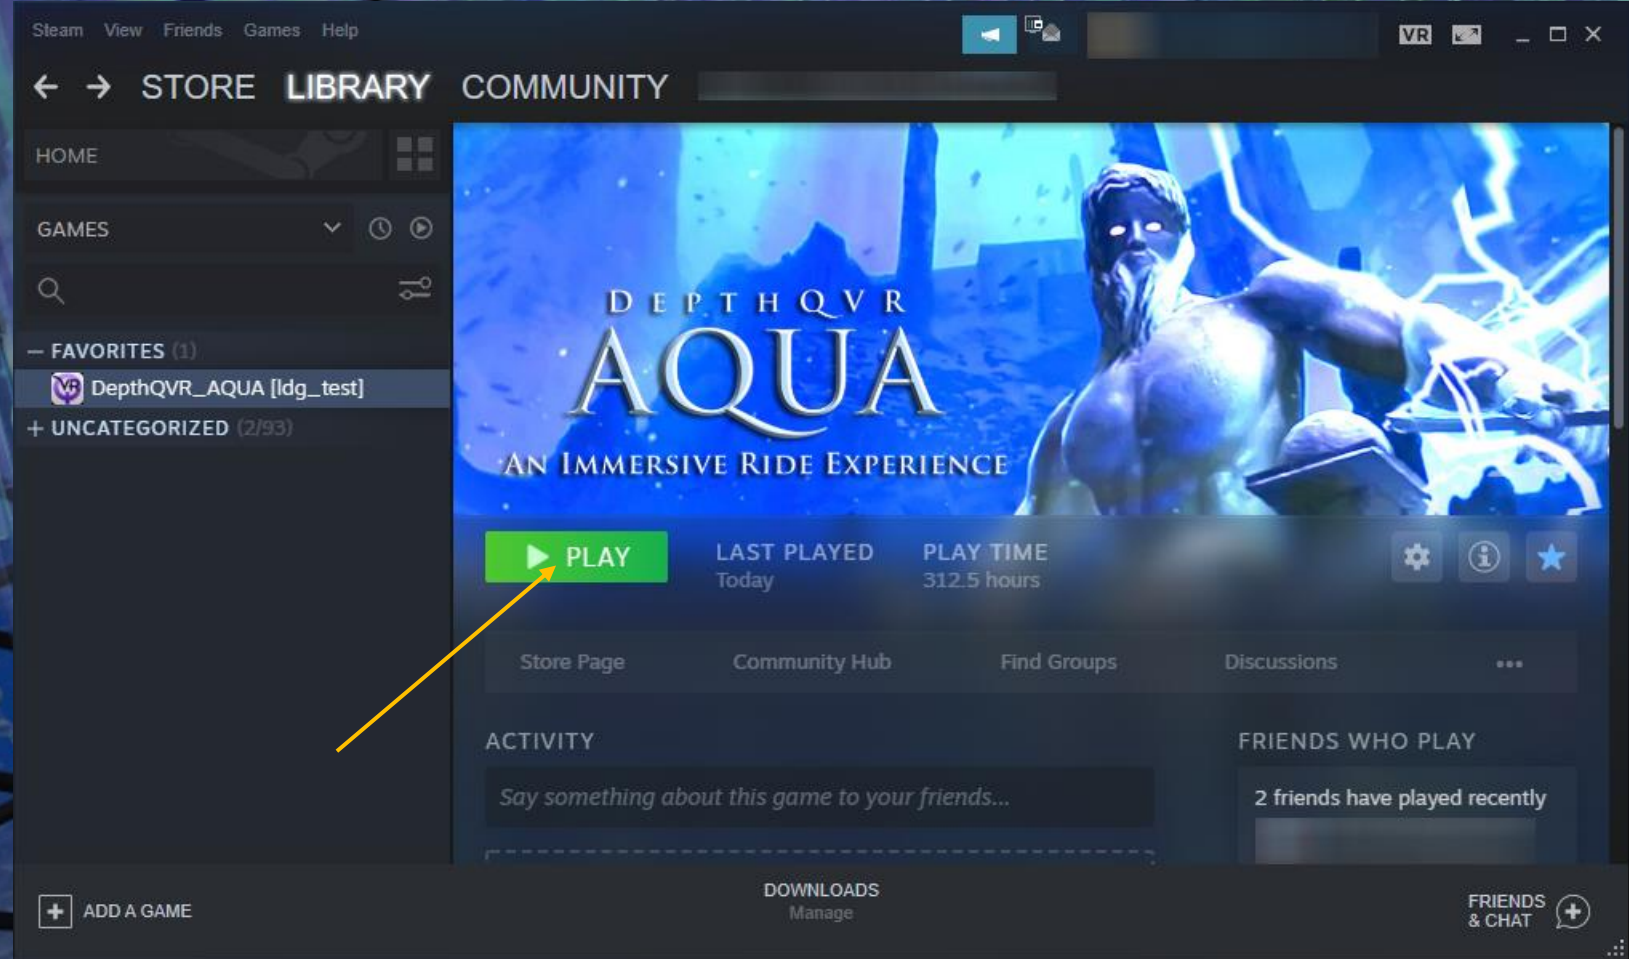 Steam View Friends Games Help
VR
STORE LIBRARY COMMUNITY
HOME
GAMES
FAVORITES (1)
VR DepthQVR_AQUA [ldg_test]
UNCATEGORIZED (2/93)
DEPTHQVR
AQUA
AN IMMERSIVE RIDE EXPERIENCE
PLAY
LAST PLAYED
Today
PLAY TIME
312.5 hours
Store Page Community Hub Find Groups Discussions
ACTIVITY
Say something about this game to your friends...
FRIENDS WHO PLAY
2 friends have played recently
ADD A GAME
DOWNLOADS
Manage
FRIENDS
& CHAT